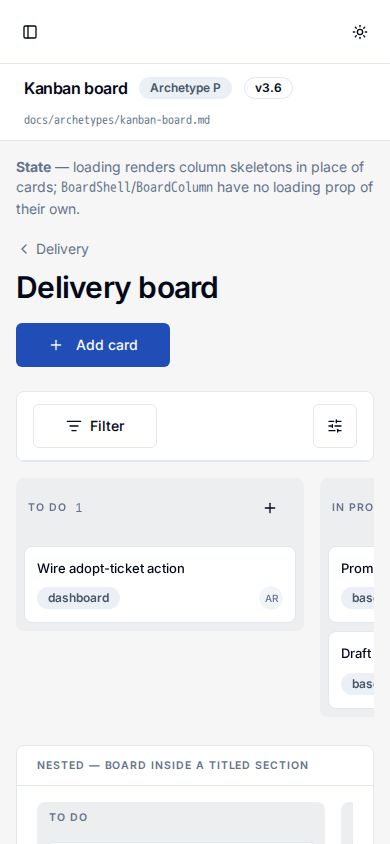 Kanban board Archetype P v3.6
docs/archetypes/kanban-board.md
State — loading renders column skeletons in place of
cards; BoardShell/BoardColumn have no loading prop of
their own.
Delivery
Delivery board
Add card
Filter
TO DO 1
Wire adopt-ticket action
dashboard AR
IN PRO
Prom
base
Draft
base
NESTED — BOARD INSIDE A TITLED SECTION
TO DO